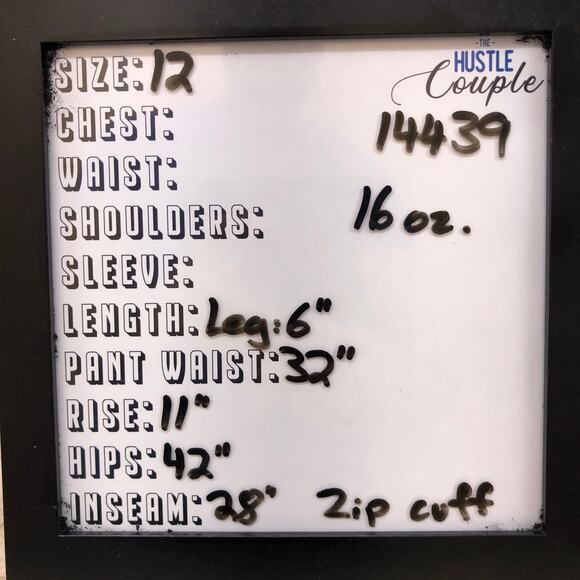 SIZE: 12
-THE-
HUSTLE
Couple
CHEST:
14439
WAIST:
SHOULDERS:
16 oz.
SLEEVE:
LENGTH: Leg: 6"
PANT WAIST: 32"
RISE: 11"
HIPS: 42"
INSEAM: 28" Zip cuff